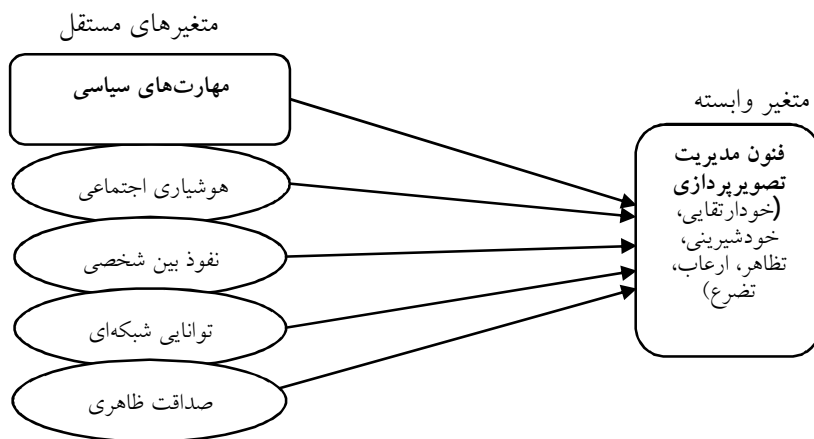 متغیرهای مستقل
مهارت‌های سیاسی
هوشیاری اجتماعی
نفوذ بین شخصی
توانایی شبکه‌ای
صداقت ظاهری
متغیر وابسته
فنون مدیریت
تصویرپردازی
(خودارتقایی،
خودشیرینی،
تظاهر، ارعاب،
تضرع)